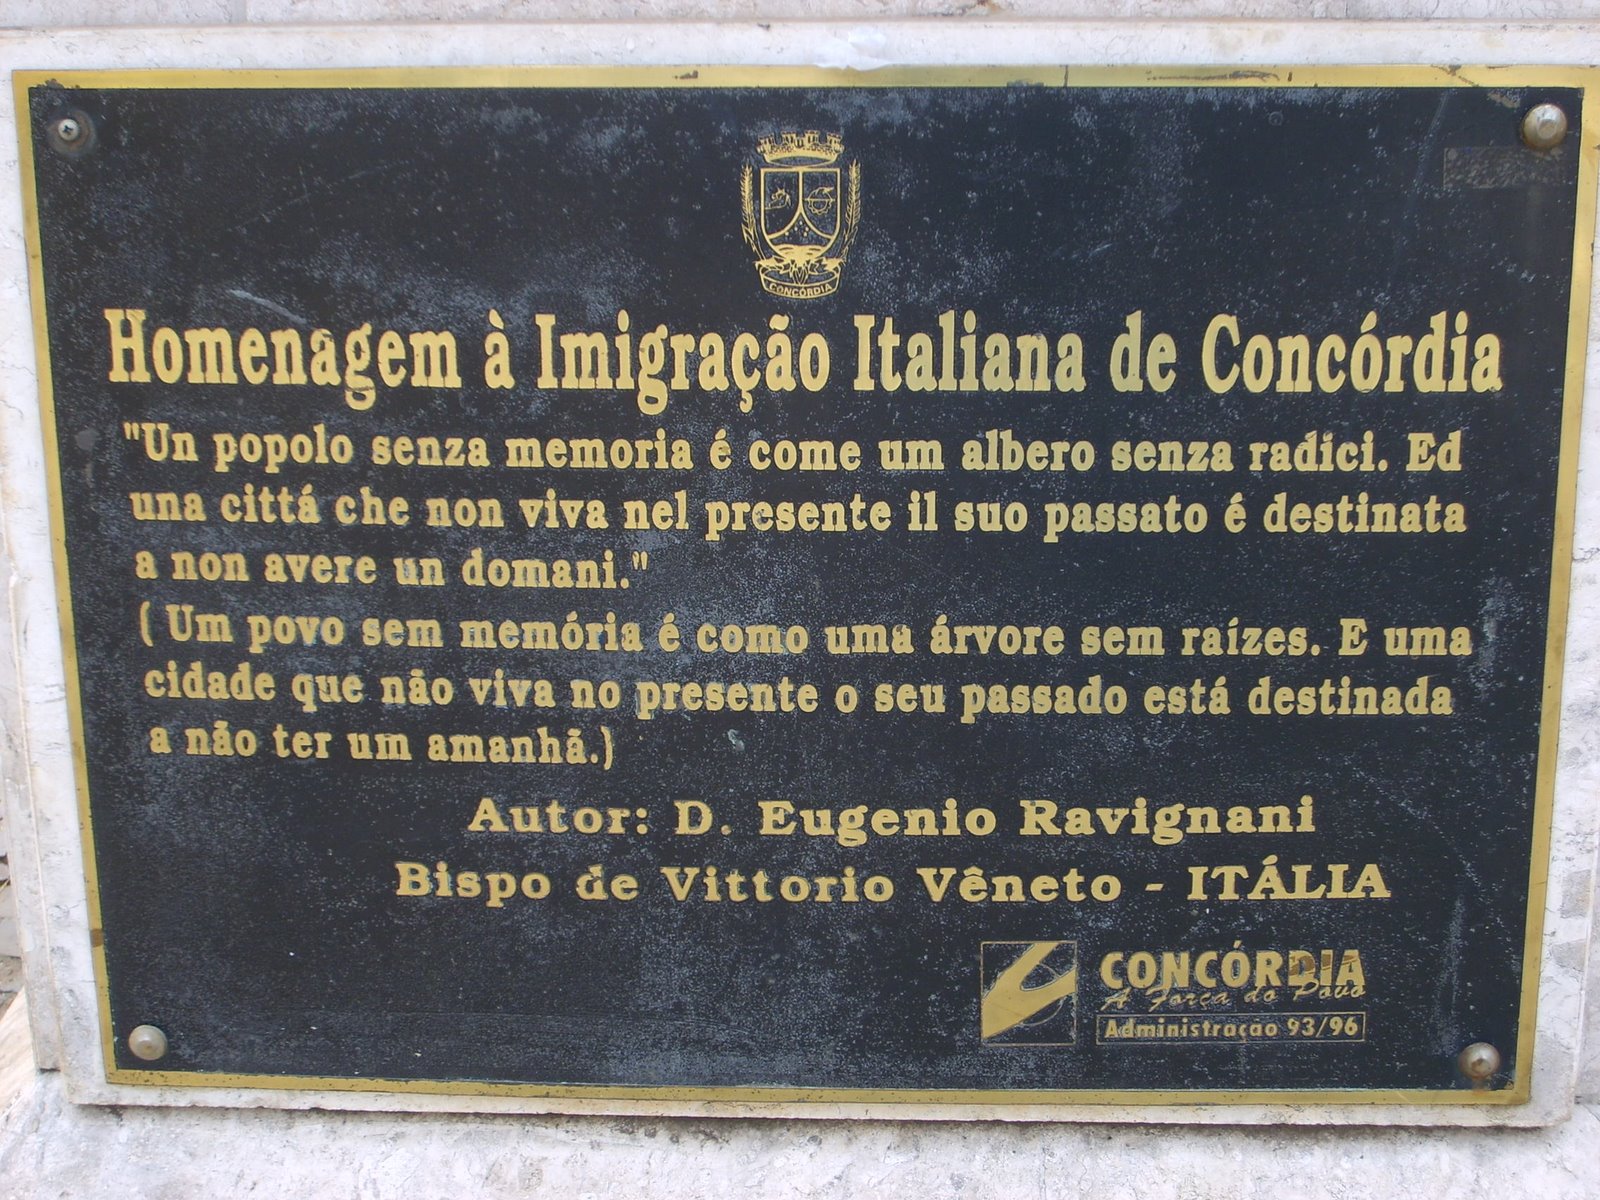 CONCÓRDIA
Homenagem à Imigração Italiana de Concórdia
"Un popolo senza memoria é come um albero senza radici. Ed
una cittá che non viva nel presente il suo passato é destinata
a non avere un domani."
( Um povo sem memória é como uma árvore sem raízes. E uma
cidade que não viva no presente o seu passado está destinada
a não ter um amanhã.)
Autor: D. Eugenio Ravignani
Bispo de Vittorio Vêneto - ITÁLIA
CONCÓRDIA
A Força do Povo
Administração 93/96